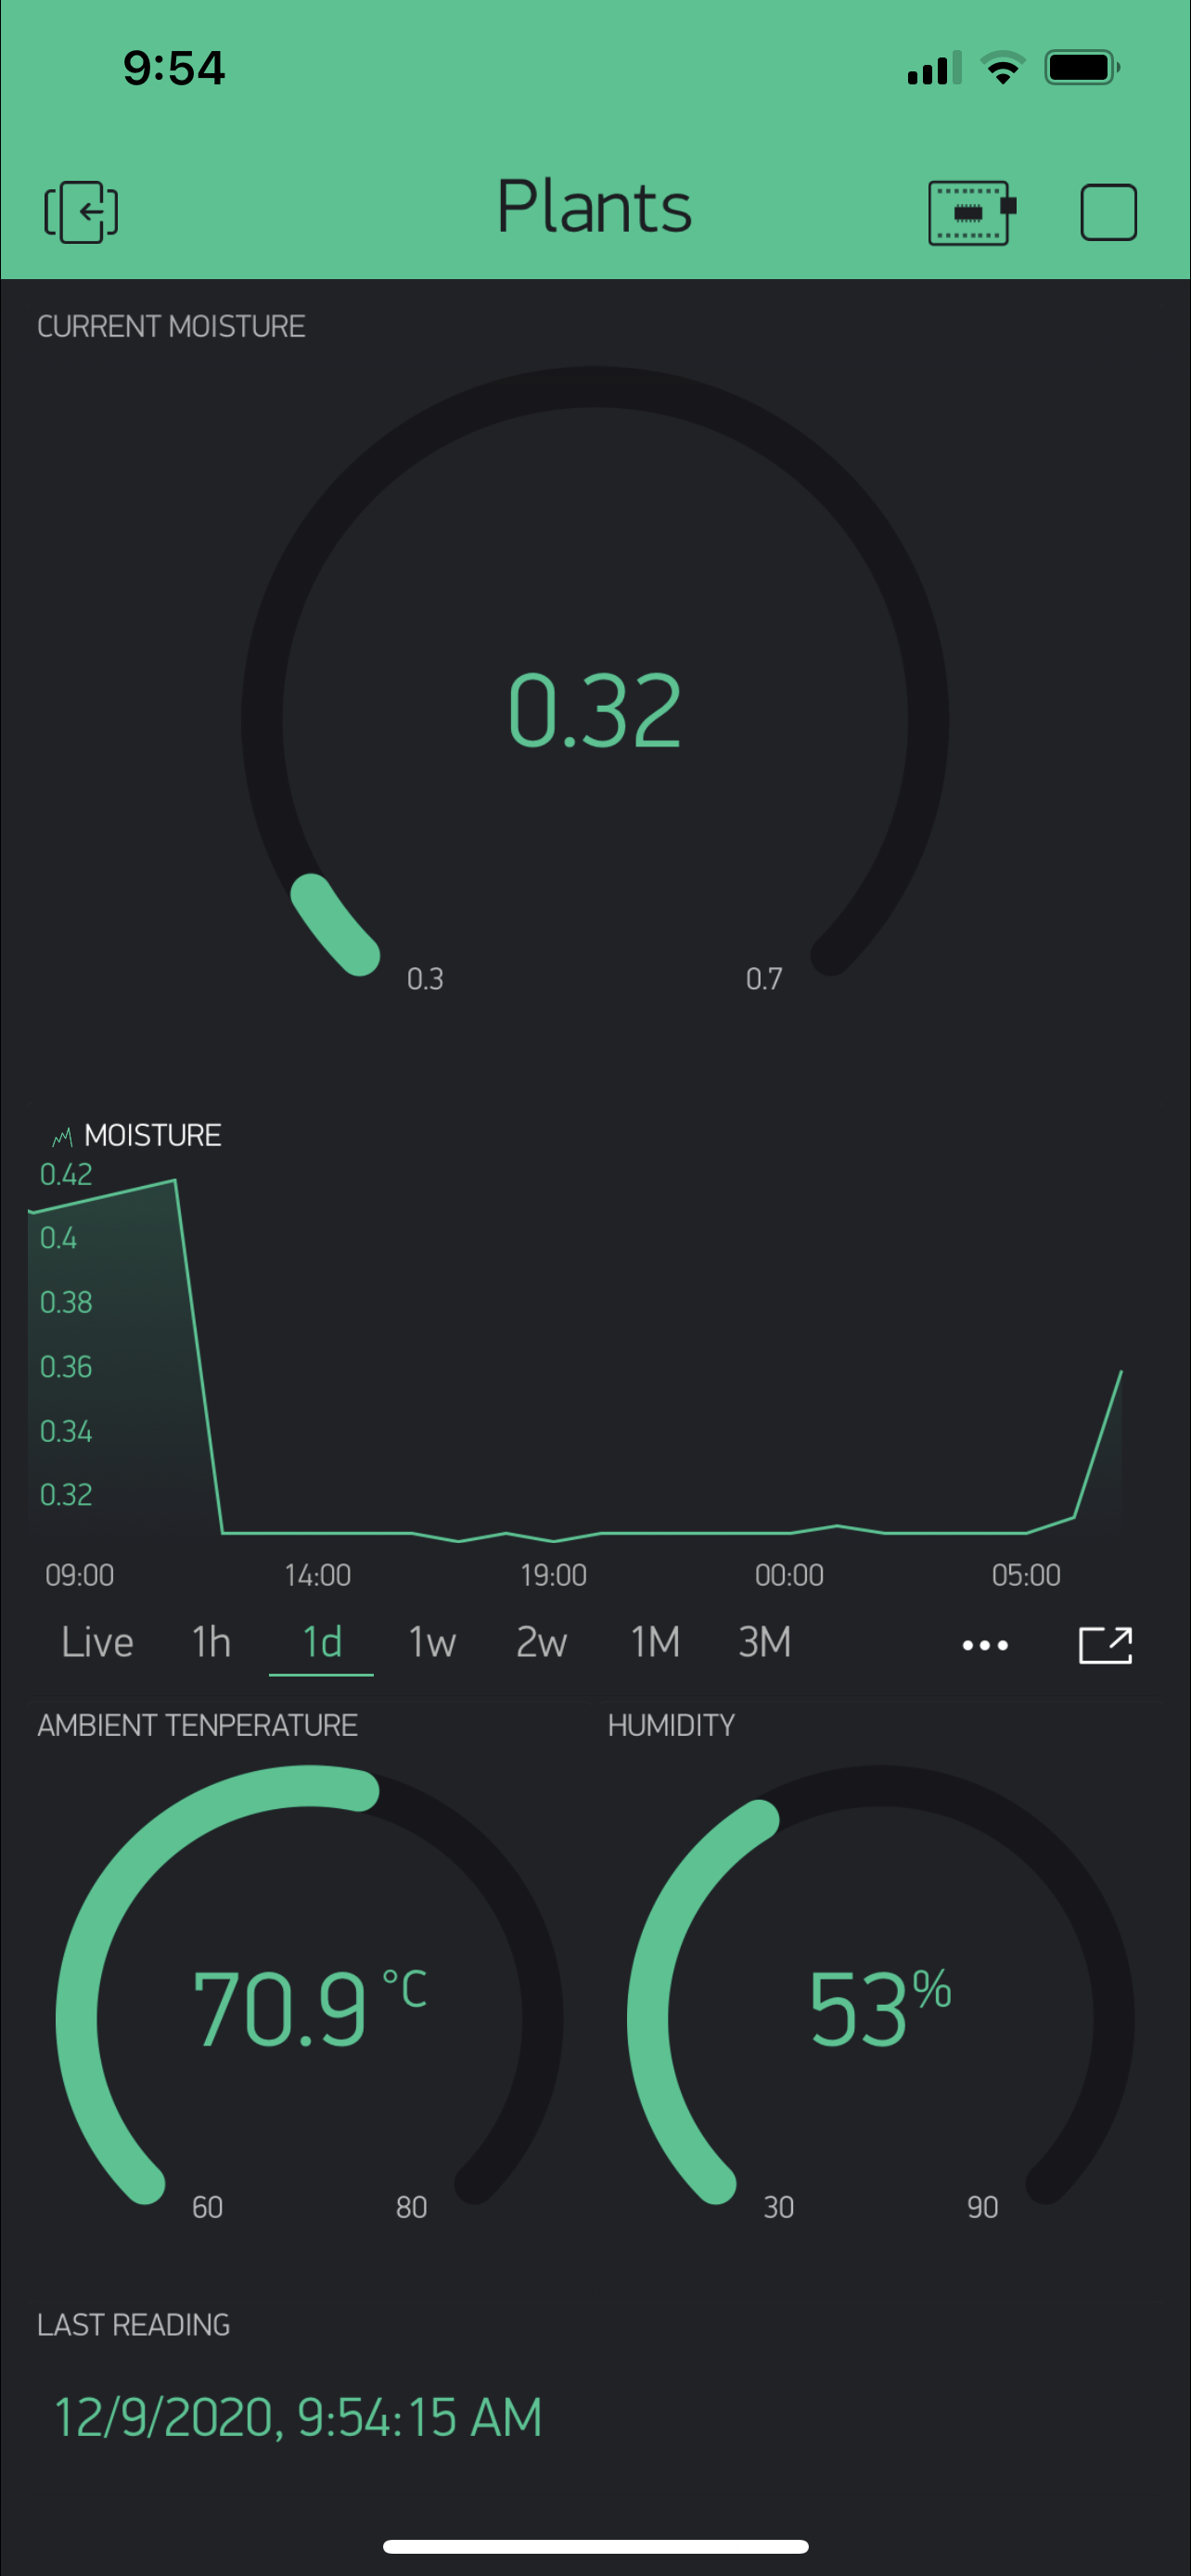 9:54
Plants
CURRENT MOISTURE
0.32
0.3 0.7
MOISTURE
0.42
0.4
0.38
0.36
0.34
0.32
09:00 14:00 19:00 00:00 05:00
Live 1h 1d 1w 2w 1M 3M
AMBIENT TENPERATURE HUMIDITY
70.9 °C 53%
60 80 30 90
LAST READING
12/9/2020, 9:54:15 AM